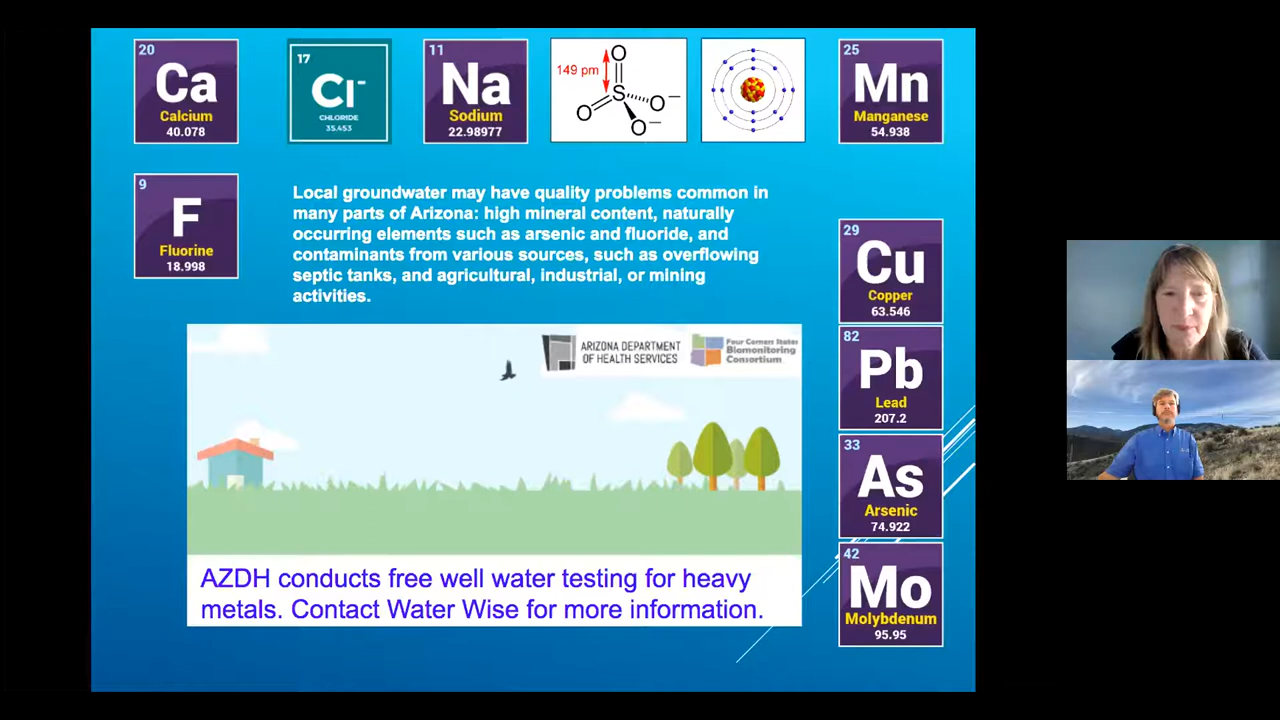 20
Ca
Calcium
40.078
17
Cl-
CHLORIDE
35.453
11
Na
Sodium
22.98977
149 pm
O
O
S
O−
O−
25
Mn
Manganese
54.938
9
F
Fluorine
18.998
Local groundwater may have quality problems common in
many parts of Arizona: high mineral content, naturally
occurring elements such as arsenic and fluoride, and
contaminants from various sources, such as overflowing
septic tanks, and agricultural, industrial, or mining
activities.
29
Cu
Copper
63.546
ARIZONA DEPARTMENT
OF HEALTH SERVICES
Four Corners States
Biomonitoring
Consortium
82
Pb
Lead
207.2
33
As
Arsenic
74.922
42
Mo
Molybdenum
95.95
AZDH conducts free well water testing for heavy
metals. Contact Water Wise for more information.